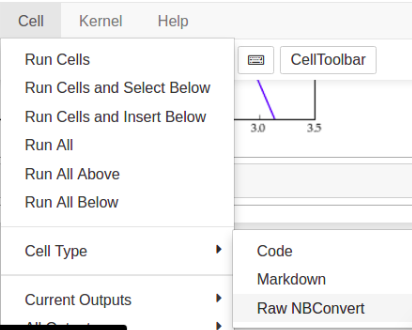 Cell Kernel Help
Run Cells
CellToolbar
Run Cells and Select Below
Run Cells and Insert Below
3.0 3.5
Run All
Run All Above
Run All Below
Cell Type
Code
Markdown
Current Outputs
Raw NBConvert